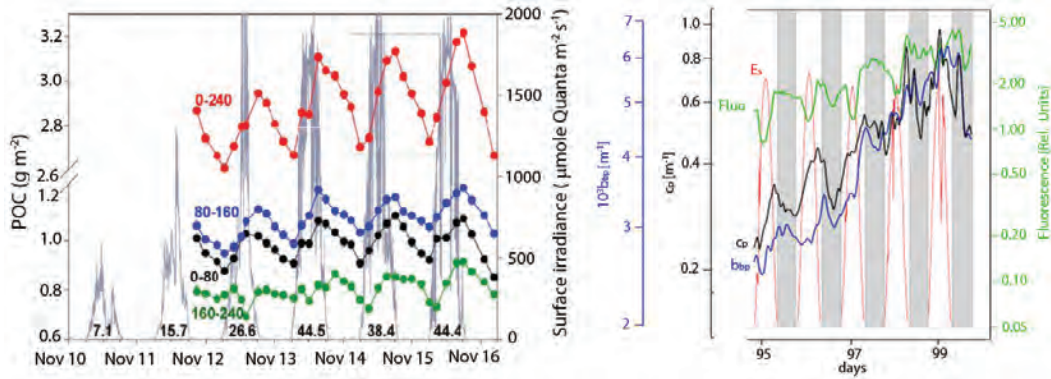 3.2
3.0
2.8
2.6
1.2
1.0
0.8
0.6
POC (g m⁻²)
0-240
80-160
0-80
160-240
7.1
15.7
26.6
44.5
38.4
44.4
Nov 10
Nov 11
Nov 12
Nov 13
Nov 14
Nov 15
Nov 16
2000
1500
1000
500
0
Surface irradiance ( µmole Quanta m⁻² s⁻¹)
7
6
5
4
3
2
10³bbp [m⁻¹]
1.0
0.8
0.6
0.4
0.2
cp [m⁻¹]
Es
Fluo
cp
bbp
95
97
99
days
5.00
2.00
1.00
0.50
0.20
0.10
0.05
Fluorescence (Rel. Units)